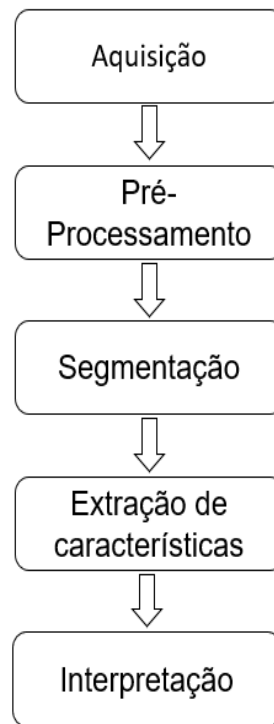 Aquisição
Pré-
Processamento
Segmentação
Extração de
características
Interpretação